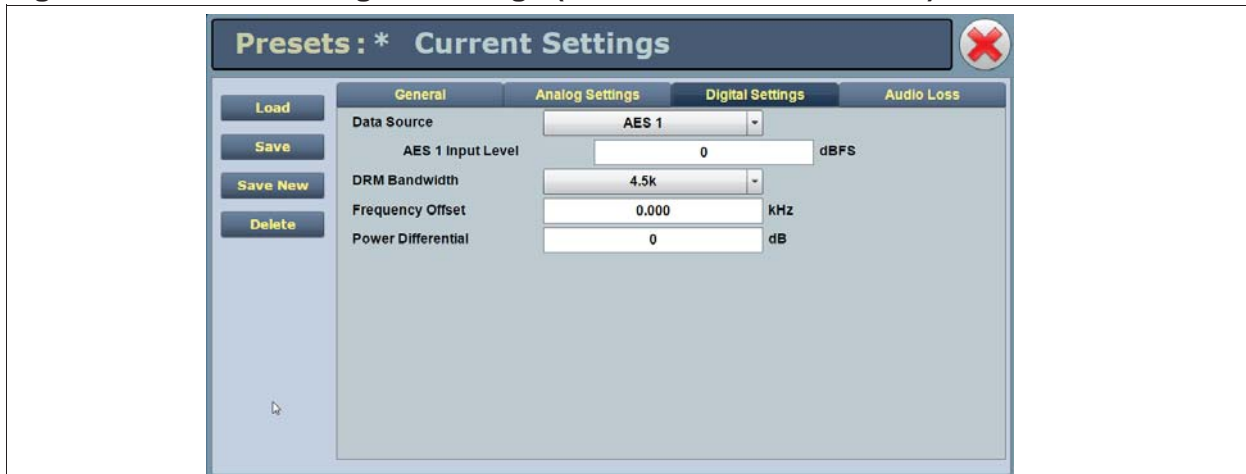 Presets:* Current Settings
Load
Save
Save New
Delete
General Analog Settings Digital Settings Audio Loss
Data Source AES 1
AES 1 Input Level 0 dBFS
DRM Bandwidth 4.5k
Frequency Offset 0.000 kHz
Power Differential 0 dB